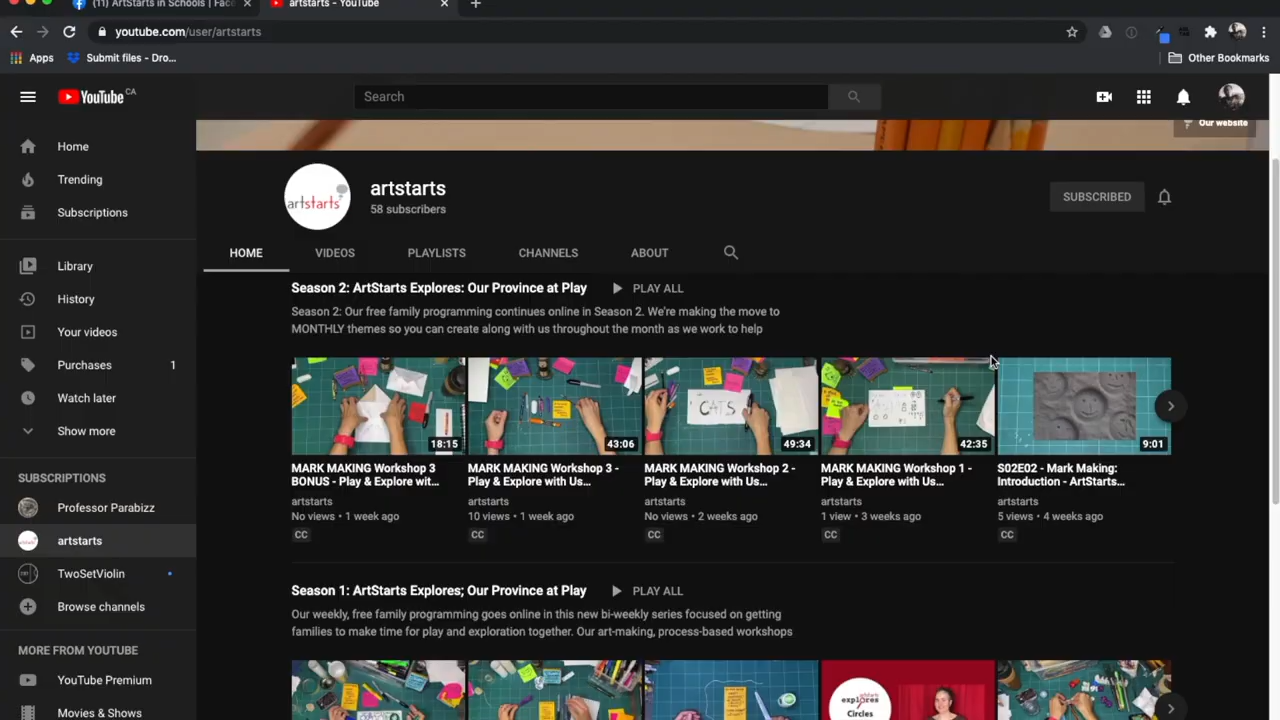 (11) ArtStarts in Schools | Fac
artstarts - YouTube
youtube.com/user/artstarts
Apps
Submit files - Dro...
Other Bookmarks
YouTube CA
Search
Our website
Home
Trending
Subscriptions
Library
History
Your videos
Purchases 1
Watch later
Show more
SUBSCRIPTIONS
Professor Parabizz
artstarts
TwoSetViolin
Browse channels
MORE FROM YOUTUBE
YouTube Premium
Movies & Shows
artstarts
artstarts
58 subscribers
SUBSCRIBED
HOME VIDEOS PLAYLISTS CHANNELS ABOUT
Season 2: ArtStarts Explores: Our Province at Play PLAY ALL
Season 2: Our free family programming continues online in Season 2. We're making the move to
MONTHLY themes so you can create along with us throughout the month as we work to help
18:15
MARK MAKING Workshop 3
BONUS - Play & Explore wit...
artstarts
No views • 1 week ago
CC
43:06
MARK MAKING Workshop 3 -
Play & Explore with Us...
artstarts
10 views • 1 week ago
CC
CATS
49:34
MARK MAKING Workshop 2 -
Play & Explore with Us...
artstarts
No views • 2 weeks ago
CC
42:35
MARK MAKING Workshop 1 -
Play & Explore with Us...
artstarts
1 view • 3 weeks ago
CC
9:01
S02E02 - Mark Making:
Introduction - ArtStarts...
artstarts
5 views • 4 weeks ago
CC
Season 1: ArtStarts Explores; Our Province at Play PLAY ALL
Our weekly, free family programming goes online in this new bi-weekly series focused on getting
families to make time for play and exploration together. Our art-making, process-based workshops
artstarts
explores
Circles